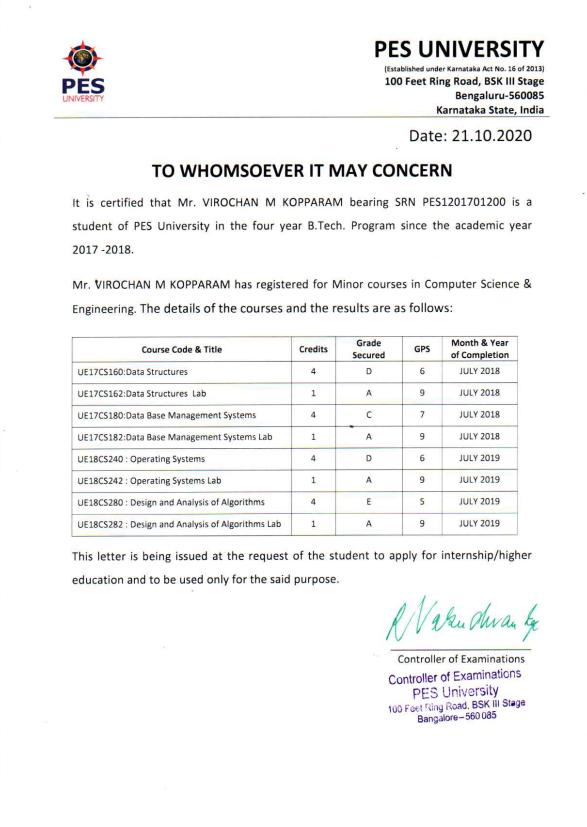 PES UNIVERSITY
(Established under Karnataka Act No. 16 of 2013)
100 Feet Ring Road, BSK III Stage
Bengaluru-560085
Karnataka State, India
PES
UNIVERSITY
Date: 21.10.2020
TO WHOMSOEVER IT MAY CONCERN
It is certified that Mr. VIROCHAN M KOPPARAM bearing SRN PES1201701200 is a
student of PES University in the four year B.Tech. Program since the academic year
2017 -2018.
Mr. VIROCHAN M KOPPARAM has registered for Minor courses in Computer Science &
Engineering. The details of the courses and the results are as follows:
Course Code & Title Credits Grade Secured GPS Month & Year of Completion
UE17CS160:Data Structures 4 D 6 JULY 2018
UE17CS162:Data Structures Lab 1 A 9 JULY 2018
UE17CS180:Data Base Management Systems 4 C 7 JULY 2018
UE17CS182:Data Base Management Systems Lab 1 A 9 JULY 2018
UE18CS240 : Operating Systems 4 D 6 JULY 2019
UE18CS242 : Operating Systems Lab 1 A 9 JULY 2019
UE18CS280 : Design and Analysis of Algorithms 4 E 5 JULY 2019
UE18CS282 : Design and Analysis of Algorithms Lab 1 A 9 JULY 2019
This letter is being issued at the request of the student to apply for internship/higher
education and to be used only for the said purpose.
Controller of Examinations
Controller of Examinations
PES University
100 Feet Ring Road, BSK III Stage
Bangalore-560 085